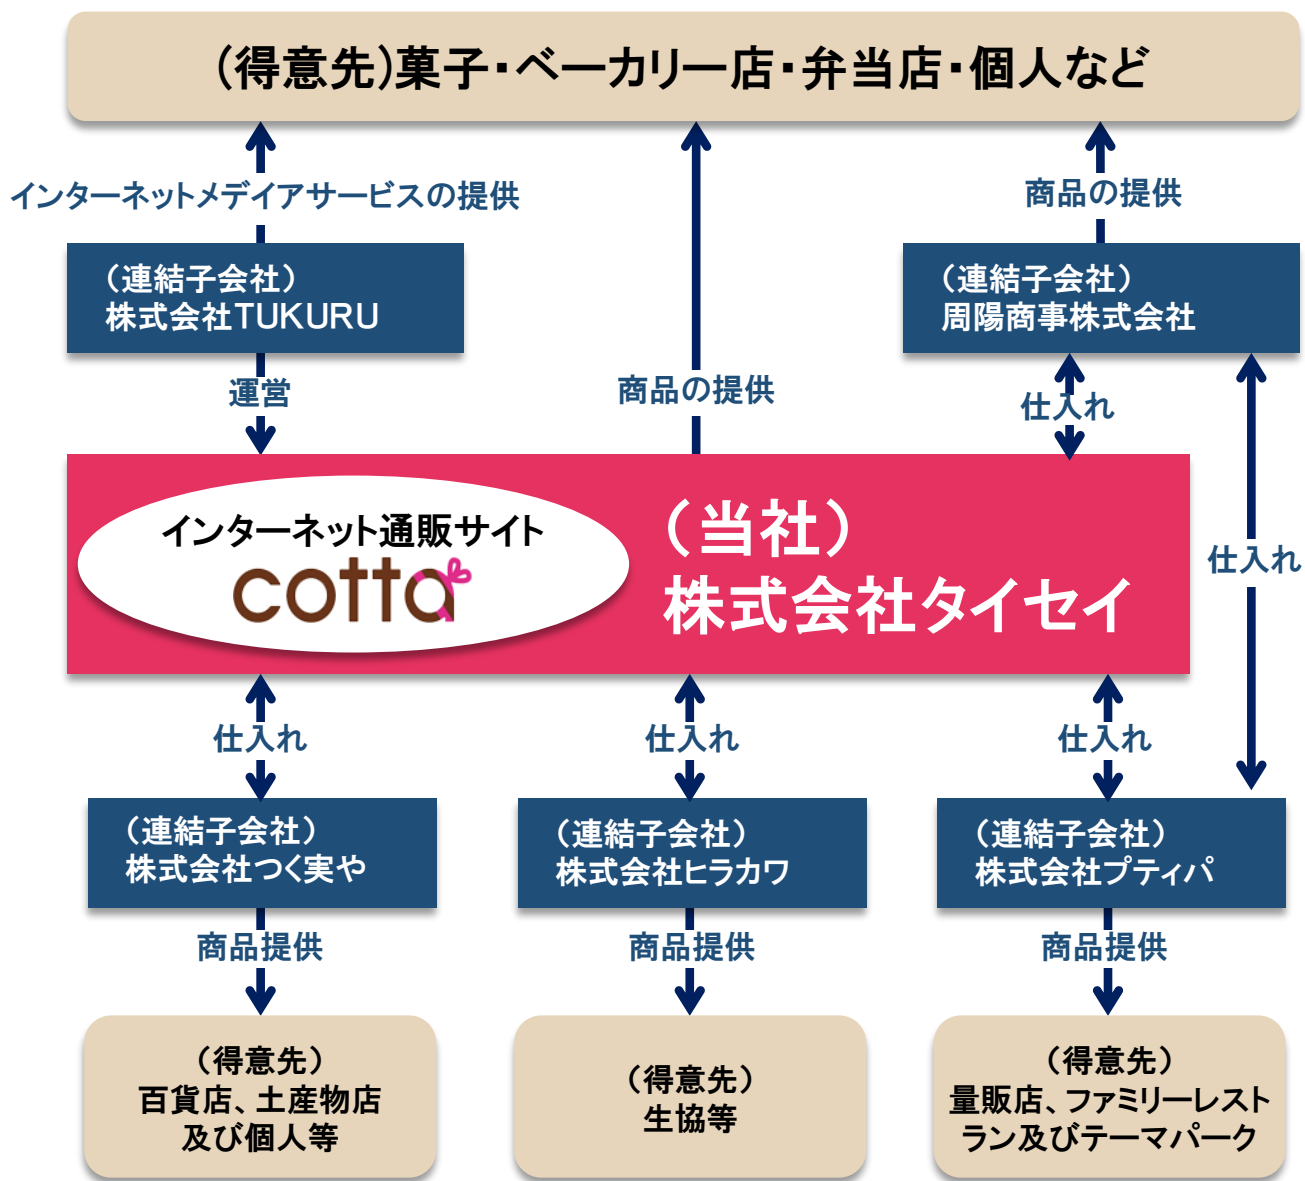 (得意先)菓子・ベーカリー店・弁当店・個人など
インターネットメデイアサービスの提供
商品の提供
（連結子会社）
株式会社TUKURU
（連結子会社）
周陽商事株式会社
運営
商品の提供
仕入れ
インターネット通販サイト
cotta
（当社）
株式会社タイセイ
仕入れ
仕入れ
仕入れ
仕入れ
（連結子会社）
株式会社つく実や
（連結子会社）
株式会社ヒラカワ
（連結子会社）
株式会社プティパ
商品提供
商品提供
商品提供
（得意先）
百貨店、土産物店
及び個人等
（得意先）
生協等
（得意先）
量販店、ファミリーレスト
ラン及びテーマパーク